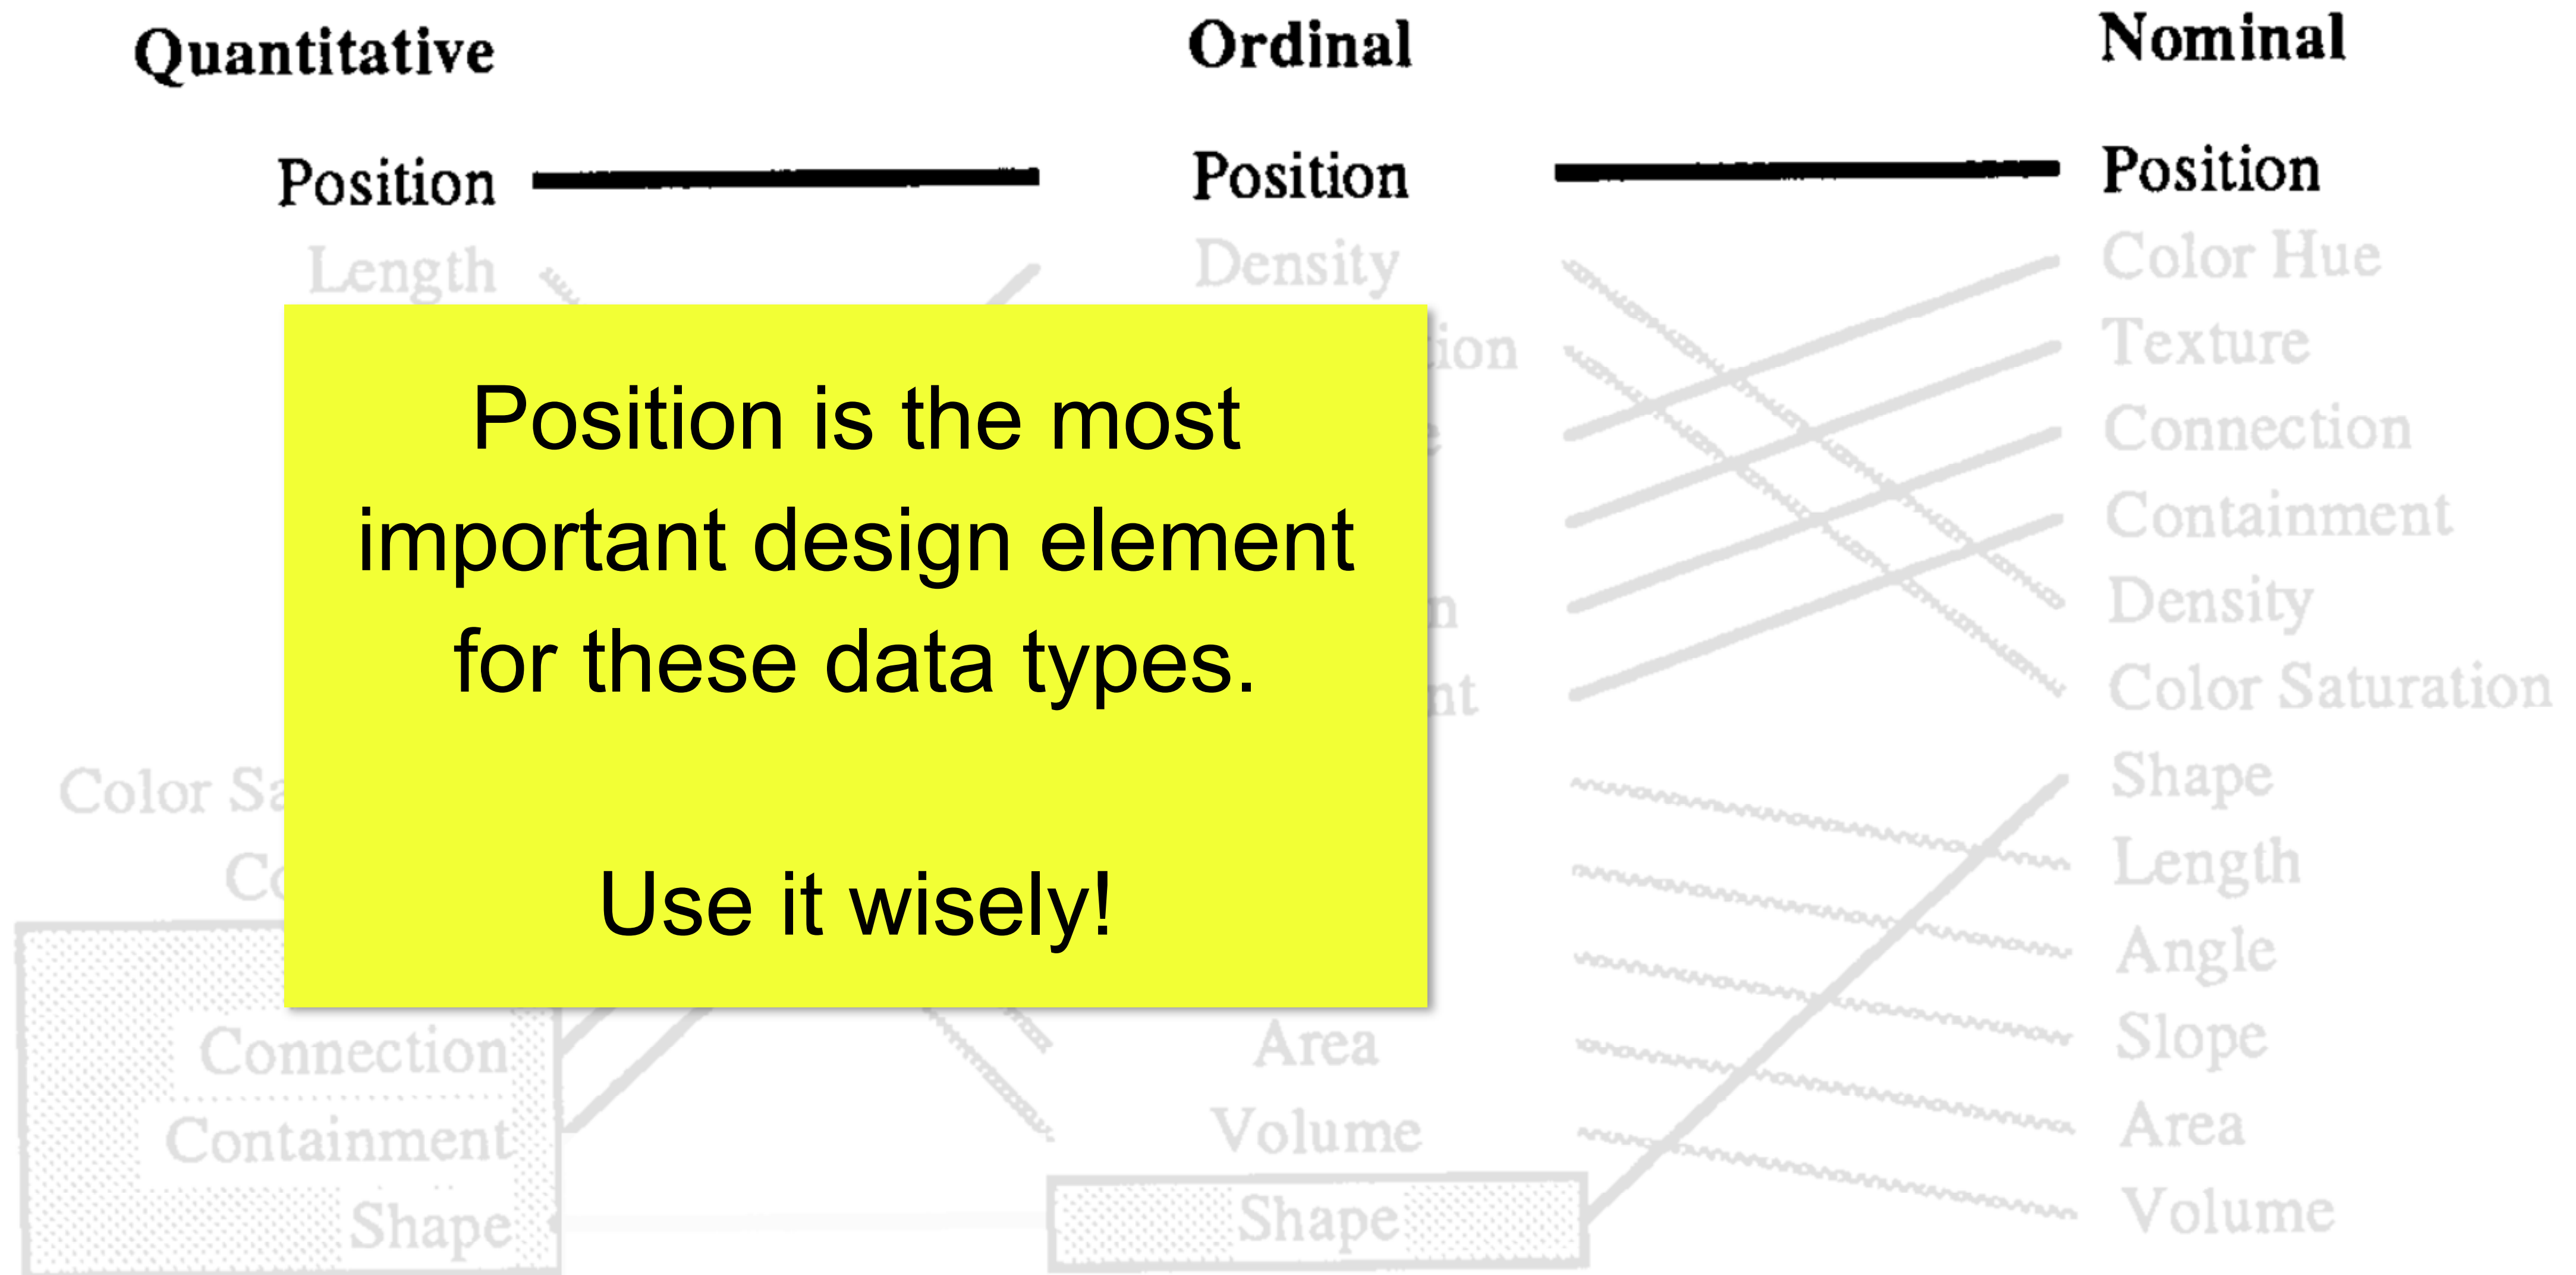 Quantitative Ordinal Nominal
Position Position Position
Length Density Color Hue
Texture
Connection
Containment
Density
Color Saturation
Shape
Length
Angle
Slope
Area
Volume
Position is the most
important design element
for these data types.
Use it wisely!
Color
Connection Area
Containment Volume
Shape Shape